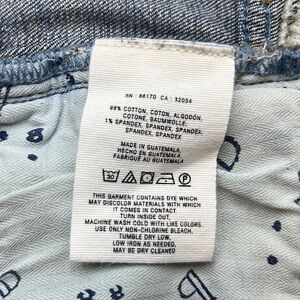 RN : 66170 CA : 32054
99% COTTON, COTON, ALGODÓN,
COTONE, BAUMWOLLE;
1% SPANDEX, SPANDEX,
SPANDEX, SPANDEX,
SPANDEX
MADE IN GUATEMALA.
HECHO EN GUATEMALA.
FABRIQUÉ AU GUATEMALA.
30
P
THIS GARMENT CONTAINS DYE WHICH
MAY DISCOLOR MATERIALS WITH WHICH
IT COMES IN CONTACT.
TURN INSIDE OUT.
MACHINE WASH COLD WITH LIKE COLORS.
USE ONLY NON-CHLORINE BLEACH.
TUMBLE DRY LOW.
LOW IRON AS NEEDED.
MAY BE DRY CLEANED